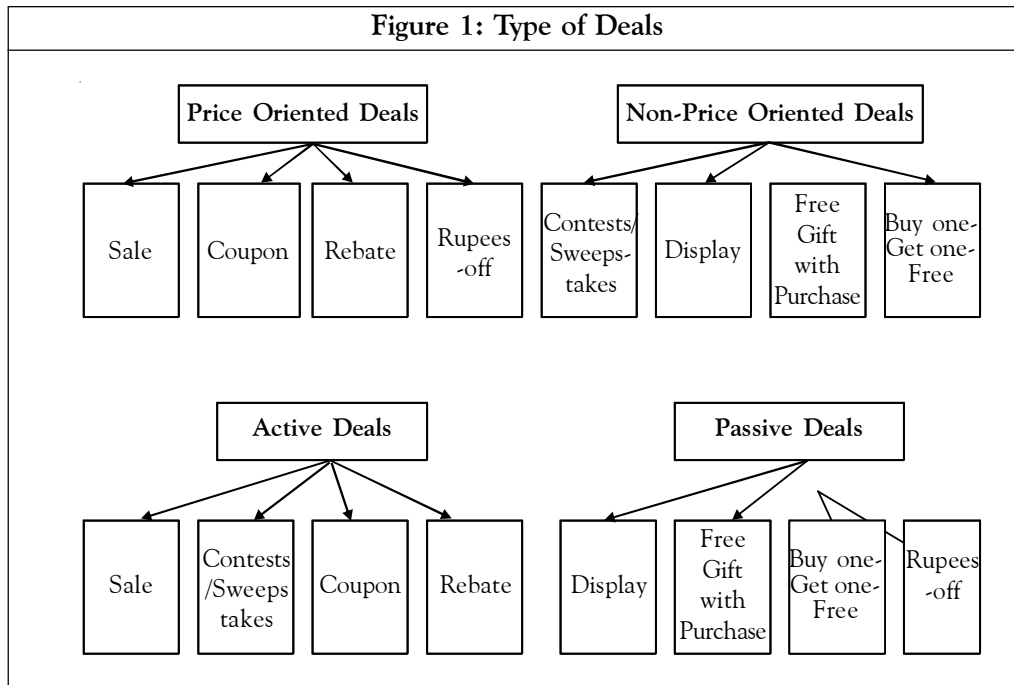 Figure 1: Type of Deals
Price Oriented Deals
Non-Price Oriented Deals
Sale
Coupon
Rebate
Rupees
-off
Contests/
Sweeps-
takes
Display
Free
Gift
with
Purchase
Buy one-
Get one-
Free
Active Deals
Passive Deals
Sale
Contests
/Sweeps
takes
Coupon
Rebate
Display
Free
Gift
with
Purchase
Buy one-
Get one-
Free
Rupees
-off